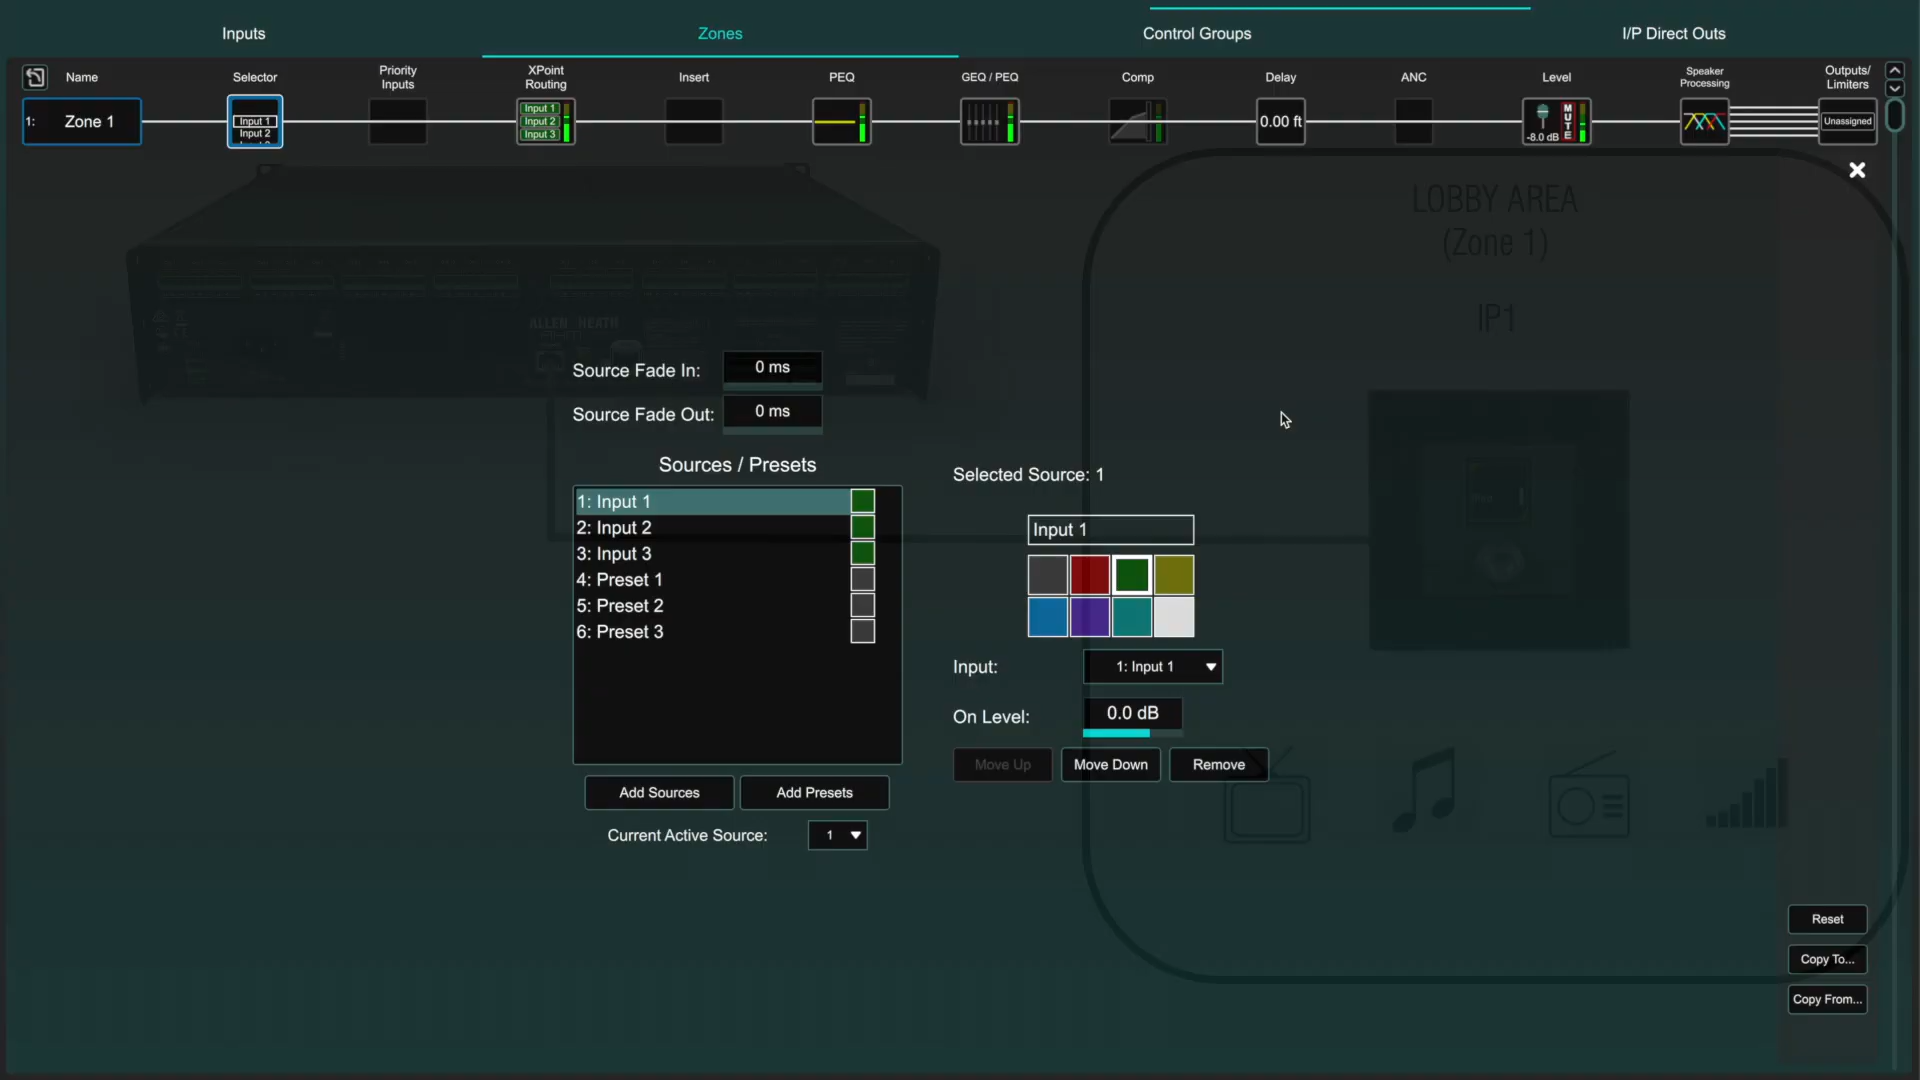 Inputs
Zones
Control Groups
I/P Direct Outs
Name
Selector
Priority
Inputs
XPoint
Routing
Insert
PEQ
GEQ / PEQ
Comp
Delay
ANC
Level
Speaker
Processing
Outputs/
Limiters
1:
Zone 1
Input 1
Input 2
Input 1
Input 2
Input 3
0.00 ft
-8.0 dB
MUTE
Unassigned
LOBBY AREA
(Zone 1)
IP1
ALLEN HEATH
Source Fade In:
0 ms
Source Fade Out:
0 ms
Sources / Presets
1: Input 1
2: Input 2
3: Input 3
4: Preset 1
5: Preset 2
6: Preset 3
Add Sources
Add Presets
Current Active Source:
1
Selected Source: 1
Input 1
Input:
1: Input 1
On Level:
0.0 dB
Move Up
Move Down
Remove
Reset
Copy To...
Copy From...